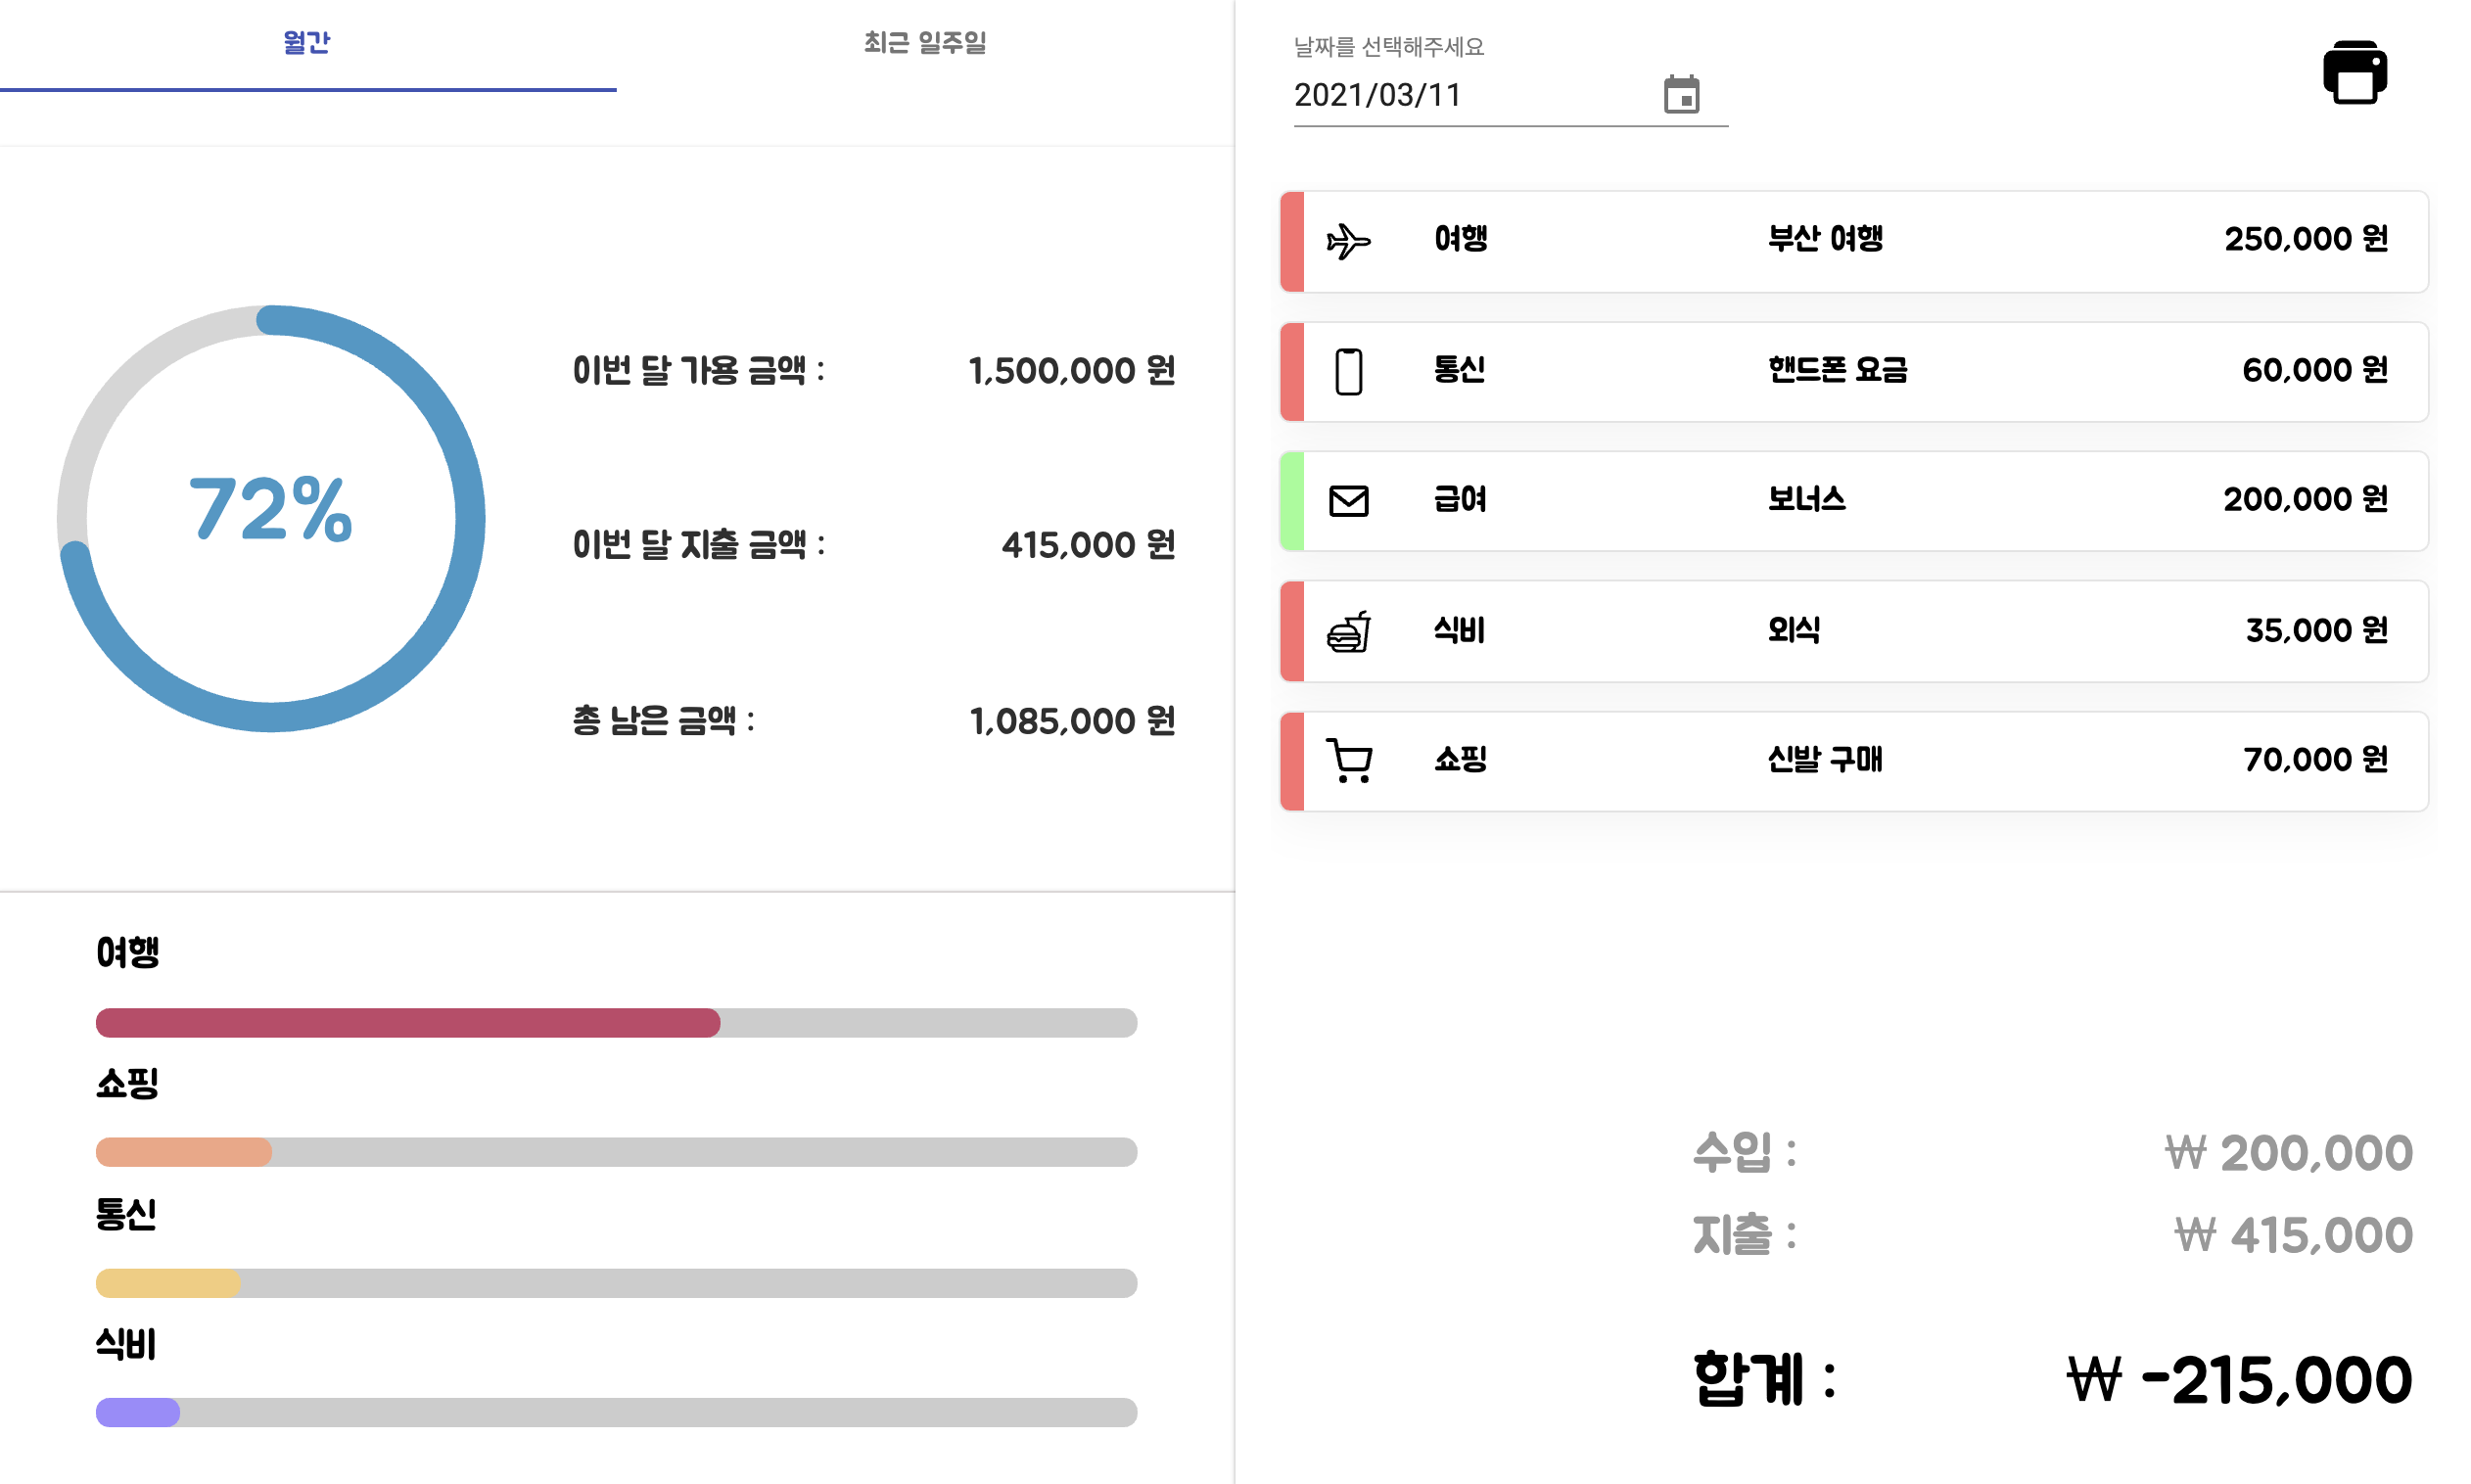 월간
최근 일주일
72%
이번 달 가용 금액 : 1,500,000 원
이번 달 지출 금액 : 415,000 원
총 남은 금액 : 1,085,000 원
여행
쇼핑
통신
식비
날짜를 선택해주세요
2021/03/11
여행 부산 여행 250,000 원
통신 핸드폰 요금 60,000 원
급여 보너스 200,000 원
식비 외식 35,000 원
쇼핑 신발 구매 70,000 원
수입 : ₩ 200,000
지출 : ₩ 415,000
합계 : ₩ -215,000